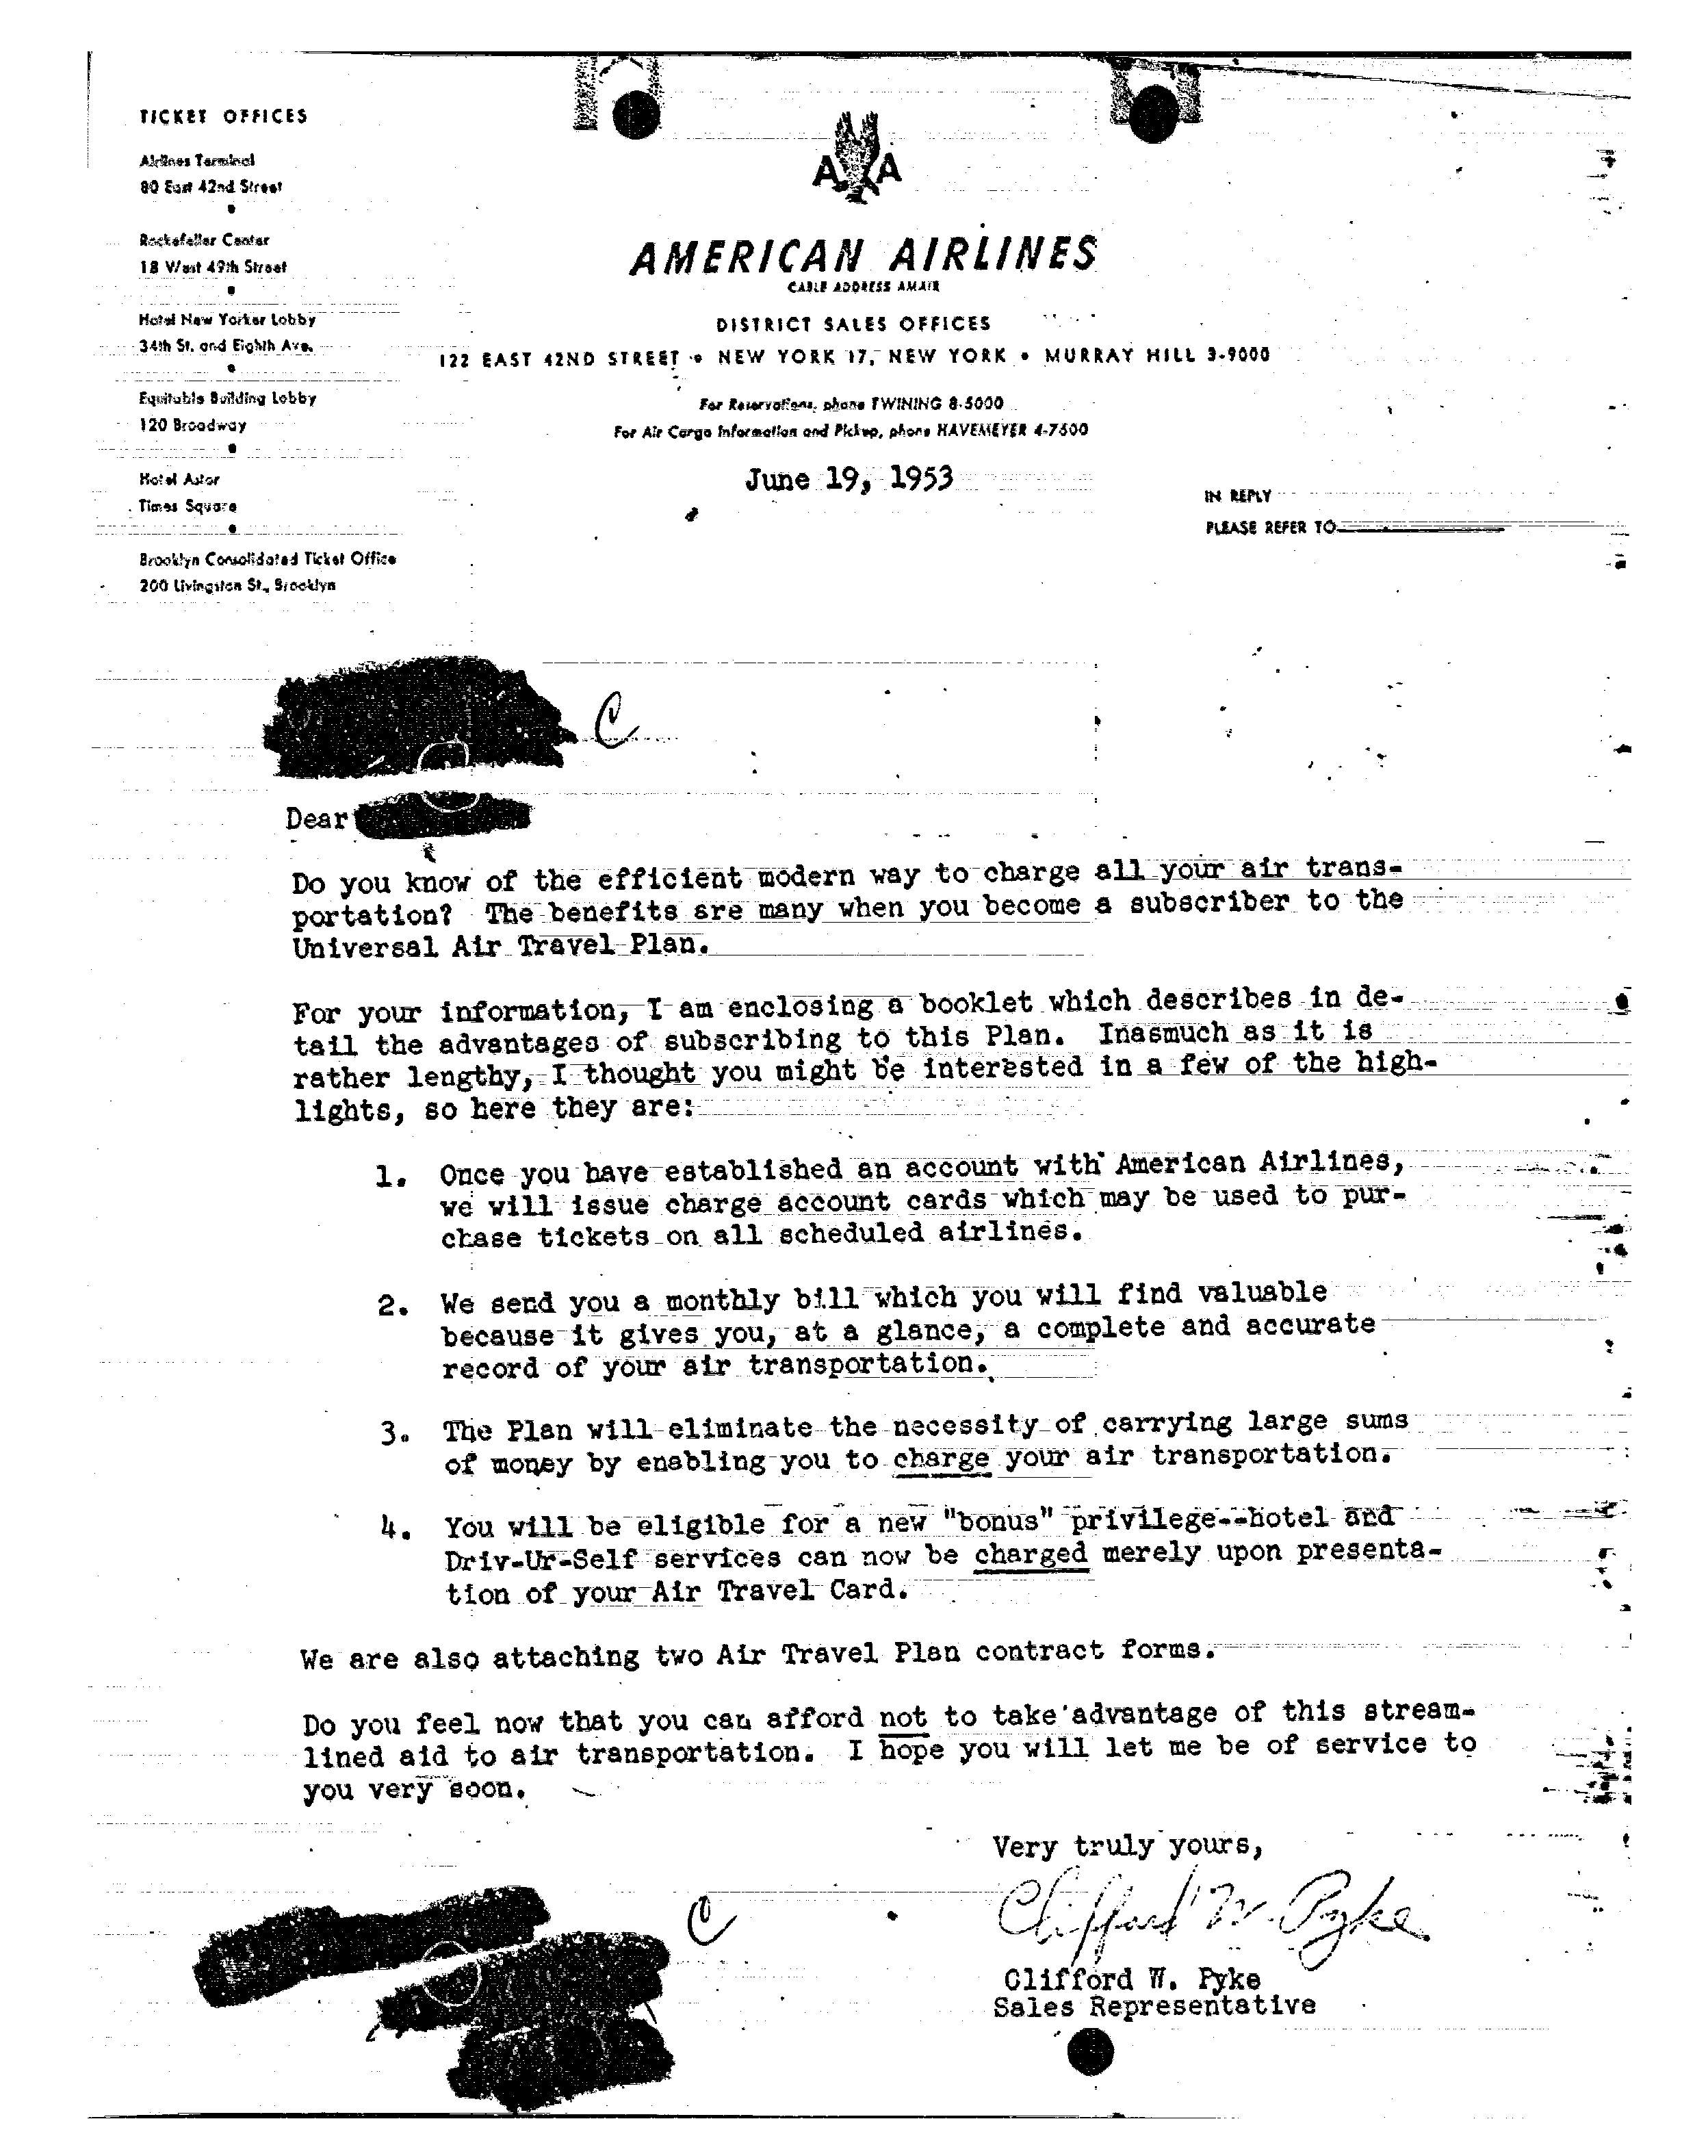 TICKET OFFICES
Airlines Terminal
80 East 42nd Street
Rockefeller Center
18 West 49th Street
Hotel New Yorker Lobby
34th St. and Eighth Ave.
Equitable Building Lobby
120 Broadway
Hotel Astor
Times Square
Brooklyn Consolidated Ticket Office
200 Livingston St., Brooklyn
A A
AMERICAN AIRLINES
CABLE ADDRESS AMAIR
DISTRICT SALES OFFICES
122 EAST 42ND STREET • NEW YORK 17, NEW YORK • MURRAY HILL 3-9000
For Reservations, phone TWINING 8-5000
For Air Cargo Information and Pickup, phone HAVEMEYER 4-7500
June 19, 1953
IN REPLY
PLEASE REFER TO
C
Dear
Do you know of the efficient modern way to charge all your air trans-
portation? The benefits are many when you become a subscriber to the
Universal Air Travel Plan.
For your information, I am enclosing a booklet which describes in de-
tail the advantages of subscribing to this Plan. Inasmuch as it is
rather lengthy, I thought you might be interested in a few of the high-
lights, so here they are:
1. Once you have established an account with American Airlines,
we will issue charge account cards which may be used to pur-
chase tickets on all scheduled airlines.
2. We send you a monthly bill which you will find valuable
because it gives you, at a glance, a complete and accurate
record of your air transportation.
3. The Plan will eliminate the necessity of carrying large sums
of money by enabling you to charge your air transportation.
4. You will be eligible for a new "bonus" privilege--hotel and
Driv-Ur-Self services can now be charged merely upon presenta-
tion of your Air Travel Card.
We are also attaching two Air Travel Plan contract forms.
Do you feel now that you can afford not to take advantage of this stream-
lined aid to air transportation. I hope you will let me be of service to
you very soon.
Very truly yours,
C
Clifford W. Pyke
Clifford W. Pyke
Sales Representative